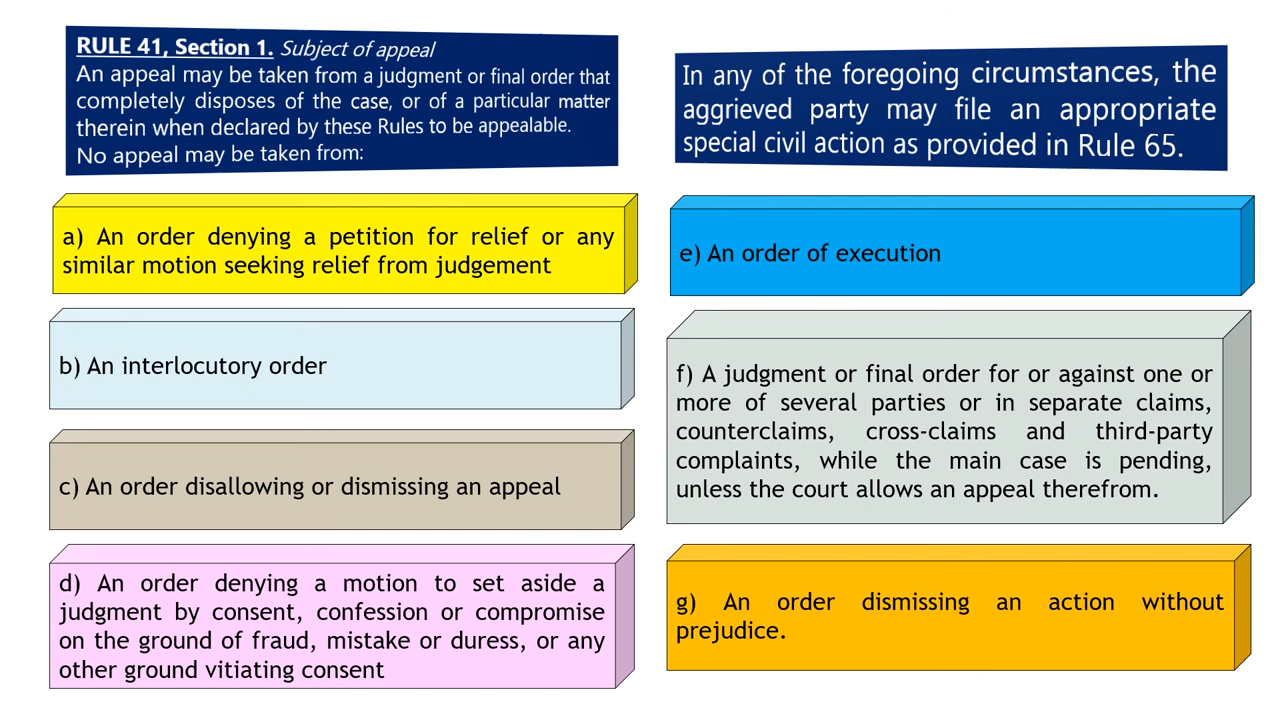 RULE 41, Section 1. Subject of appeal
An appeal may be taken from a judgment or final order that
completely disposes of the case, or of a particular matter
therein when declared by these Rules to be appealable.
No appeal may be taken from:
a) An order denying a petition for relief or any
similar motion seeking relief from judgement
b) An interlocutory order
c) An order disallowing or dismissing an appeal
d) An order denying a motion to set aside a
judgment by consent, confession or compromise
on the ground of fraud, mistake or duress, or any
other ground vitiating consent
In any of the foregoing circumstances, the
aggrieved party may file an appropriate
special civil action as provided in Rule 65.
e) An order of execution
f) A judgment or final order for or against one or
more of several parties or in separate claims,
counterclaims, cross-claims and third-party
complaints, while the main case is pending,
unless the court allows an appeal therefrom.
g) An order dismissing an action without
prejudice.